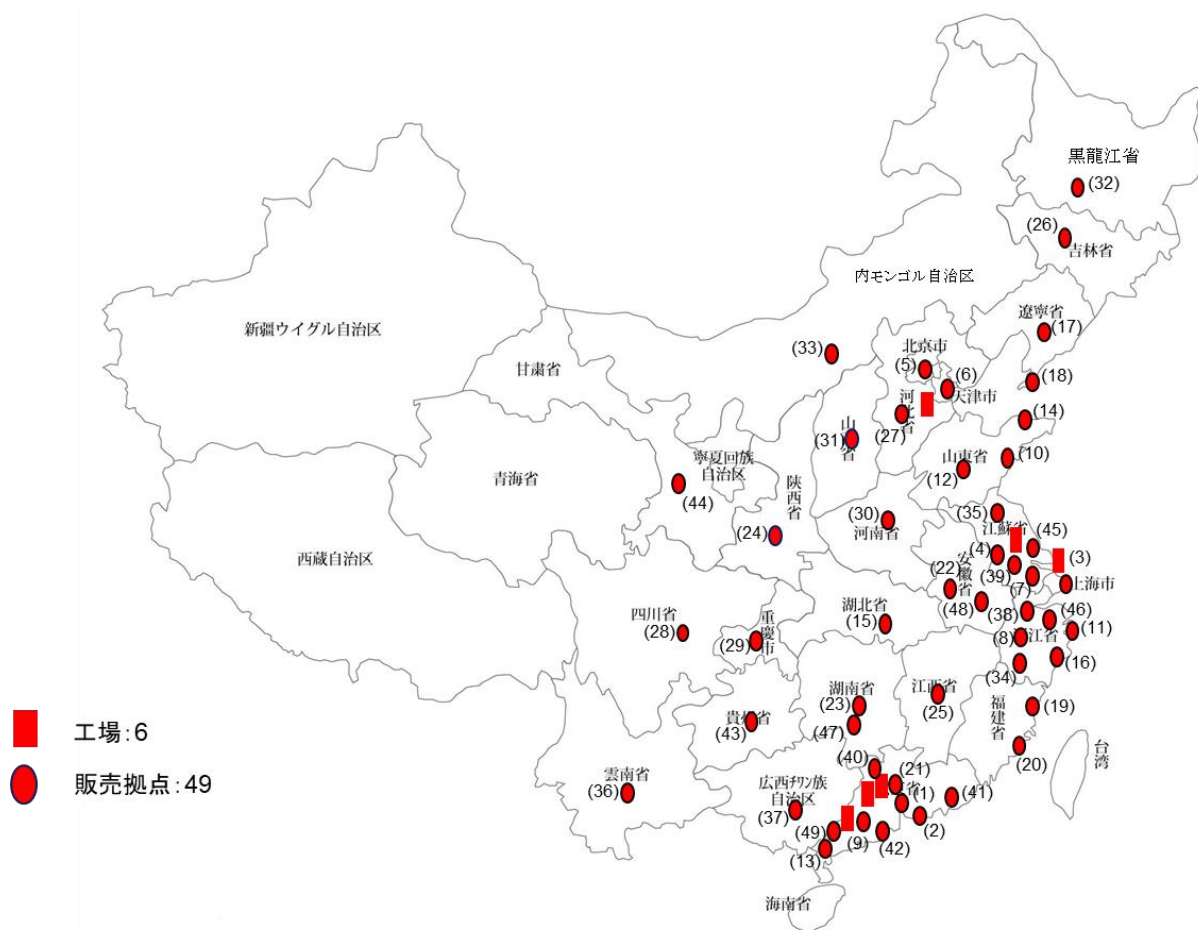 黒龍江省
(32)
(26)
吉林省
内モンゴル自治区
遼寧省
(17)
新疆ウイグル自治区
(33)
北京市
(5)
(6)
甘粛省
(18)
天津市
河北省
(14)
(27)
(31)
寧夏回族
自治区
山東省
(10)
(12)
青海省
陝西省
(44)
(35)
(30)
河南省
江蘇省
(24)
(45)
(4)
(3)
西蔵自治区
安徽省
(22)
(39)
(7)
上海市
(48)
(38)
(46)
湖北省
(15)
四川省
(28)
重慶市
(29)
(8)
江省
(11)
(16)
(34)
湖南省
(23)
江西省
(25)
福建省
(19)
貴
省
(43)
(47)
工場:6
(20)
台湾
(40)
(21)
販売拠点:49
雲南省
(36)
広西チワン族
自治区
省
(1)
(41)
(37)
(2)
(49)
(9)
(42)
(13)
海南省